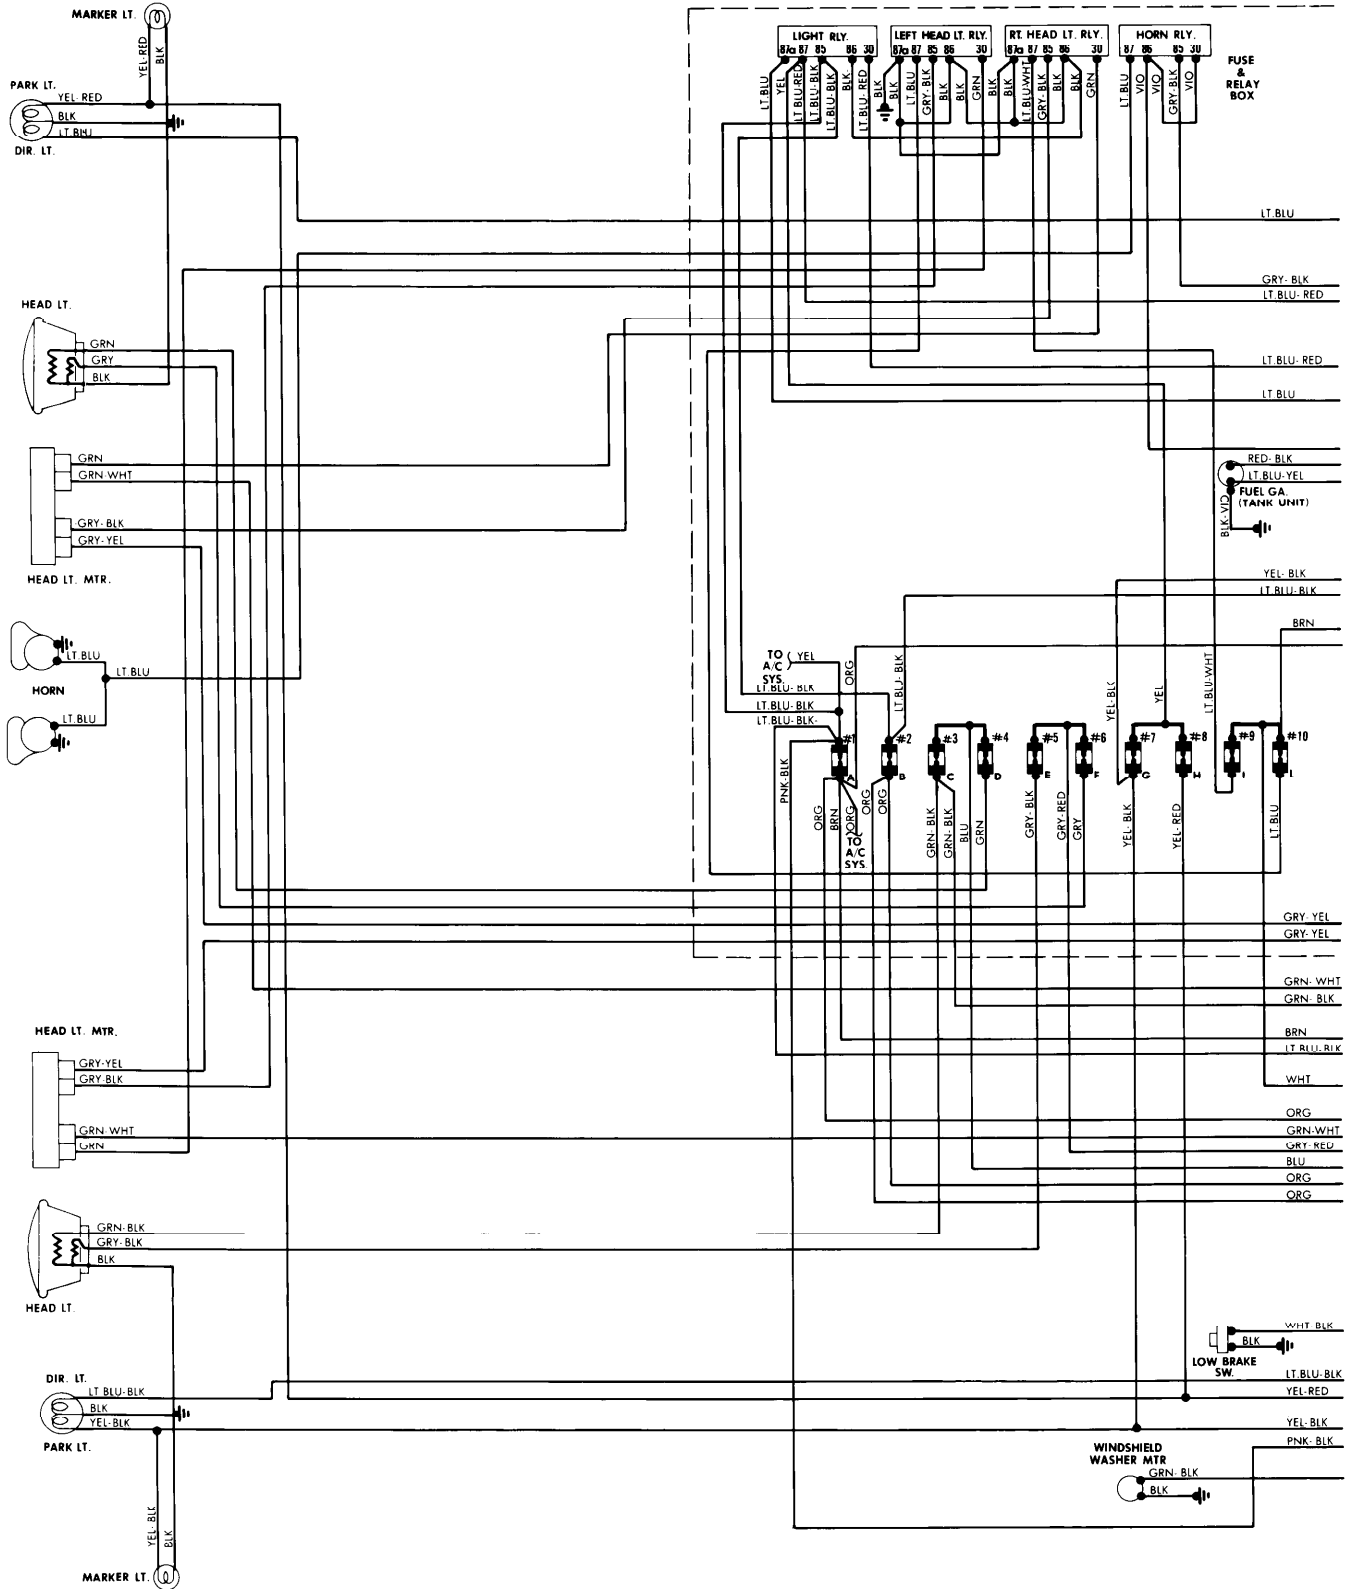 MARKER LT.
YEL-RED
BLK
PARK LT.
YEL-RED
BLK
LT.BLU
DIR. LT.
LIGHT RLY.
87a 87 85 86 30
LEFT HEAD LT. RLY.
87a 87 85 86 30
RT. HEAD LT. RLY.
87a 87 85 86 30
HORN RLY.
87 86 85 30
FUSE
&
RELAY
BOX
LT.BLU
YEL
LT.BLU-RED
LT.BLU-BLK
LT.BLU-BLK
BLK-
LT.BLU-RED
BLK
BLK
LT.BLU
GRY-BLK
BLK
BLK
GRN
BLK
BLK
LT.BLU-WHT
GRY-BLK
BLK
BLK
GRN
LT.BLU
VIO
VIO
GRY-BLK
VIO
LT.BLU
GRY-BLK
LT.BLU-RED
HEAD LT.
GRN
GRY
BLK
LT.BLU-RED
LT.BLU
GRN
GRN-WHT
GRY-BLK
GRY-YEL
HEAD LT. MTR.
RED-BLK
LT.BLU-YEL
FUEL GA.
(TANK UNIT)
BLK-VIO
YEL-BLK
LT.BLU-BLK
BRN
LT.BLU
LT.BLU
HORN
LT.BLU
TO
A/C
SYS.
YEL
ORG
LT.BLU-BLK
LT.BLU-BLK
LT.BLU-BLK
LT.BLU-BLK-
YEL-BLK
YEL
LT.BLU-WHT
#1 #2 #3 #4 #5 #6 #7 #8 #9 #10
A B C D E F G H I L
PNK-BLK
ORG
BRN
ORG
TO
A/C
SYS.
ORG
ORG
GRN-BLK
GRN-BLK
BLU
GRN
GRY-BLK
GRY-RED
GRY
YEL-BLK
YEL-RED
LT.BLU
GRY-YEL
GRY-YEL
GRN-WHT
GRN-BLK
HEAD LT. MTR.
BRN
LT.BLU-BLK
GRY-YEL
GRY-BLK
WHT
ORG
GRN-WHT
GRN
GRN-WHT
GRY-RED
BLU
ORG
ORG
GRN-BLK
GRY-BLK
BLK
HEAD LT.
WHT-BLK
BLK
LOW BRAKE
SW.
DIR. LT.
LT BLU-BLK
BLK
YEL-BLK
PARK LT.
LT.BLU-BLK
YEL-RED
YEL-BLK
PNK-BLK
WINDSHIELD
WASHER MTR
GRN-BLK
BLK
YEL-BLK
BLK
MARKER LT.